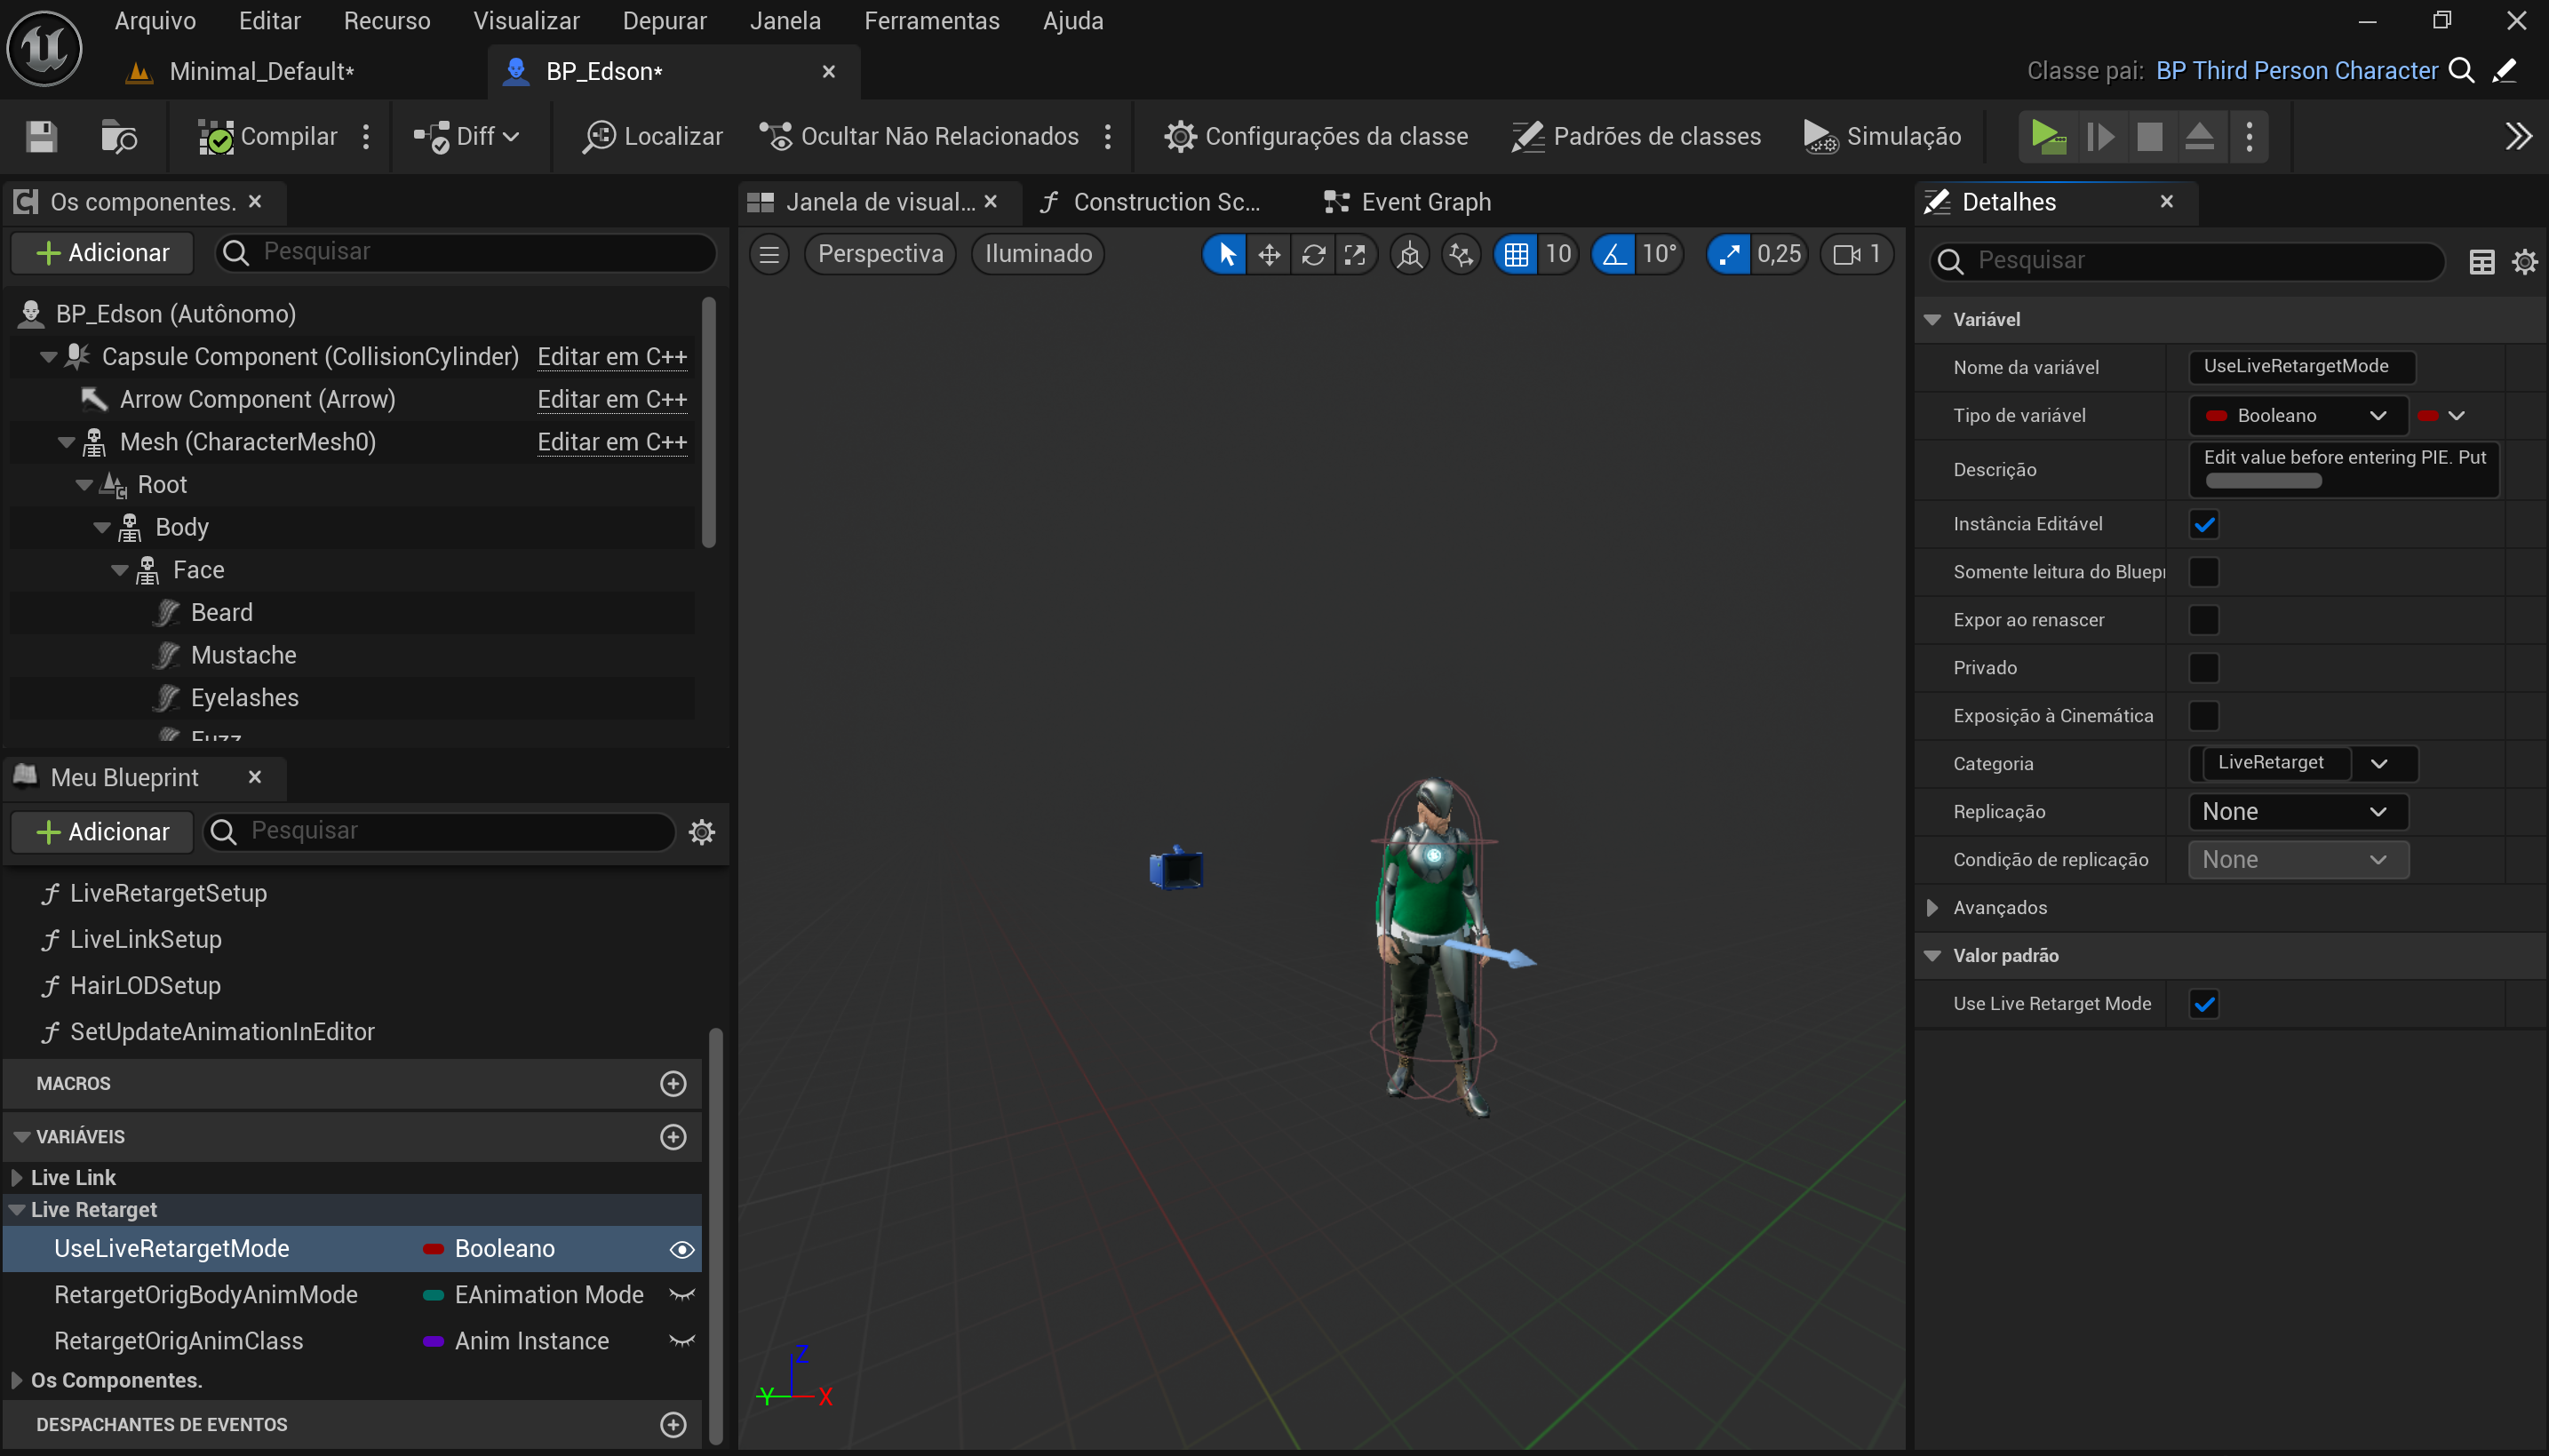 Arquivo Editar Recurso Visualizar Depurar Janela Ferramentas Ajuda
Minimal_Default* BP_Edson* Classe pai: BP Third Person Character
Compilar Diff Localizar Ocultar Não Relacionados Configurações da classe Padrões de classes Simulação
Os componentes.
Adicionar Pesquisar
BP_Edson (Autônomo)
Capsule Component (CollisionCylinder) Editar em C++
Arrow Component (Arrow) Editar em C++
Mesh (CharacterMesh0) Editar em C++
Root
Body
Face
Beard
Mustache
Eyelashes
Fuzz
Meu Blueprint
Adicionar Pesquisar
LiveRetargetSetup
LiveLinkSetup
HairLODSetup
SetUpdateAnimationInEditor
MACROS
VARIÁVEIS
Live Link
Live Retarget
UseLiveRetargetMode Booleano
RetargetOrigBodyAnimMode EAnimation Mode
RetargetOrigAnimClass Anim Instance
Os Componentes.
DESPACHANTES DE EVENTOS
Janela de visual... Construction Sc... Event Graph
Perspectiva Iluminado 10 10° 0,25 1
Z
Y X
Detalhes
Pesquisar
Variável
Nome da variável UseLiveRetargetMode
Tipo de variável Booleano
Descrição Edit value before entering PIE. Put
Instância Editável
Somente leitura do Bluepr
Expor ao renascer
Privado
Exposição à Cinemática
Categoria LiveRetarget
Replicação None
Condição de replicação None
Avançados
Valor padrão
Use Live Retarget Mode